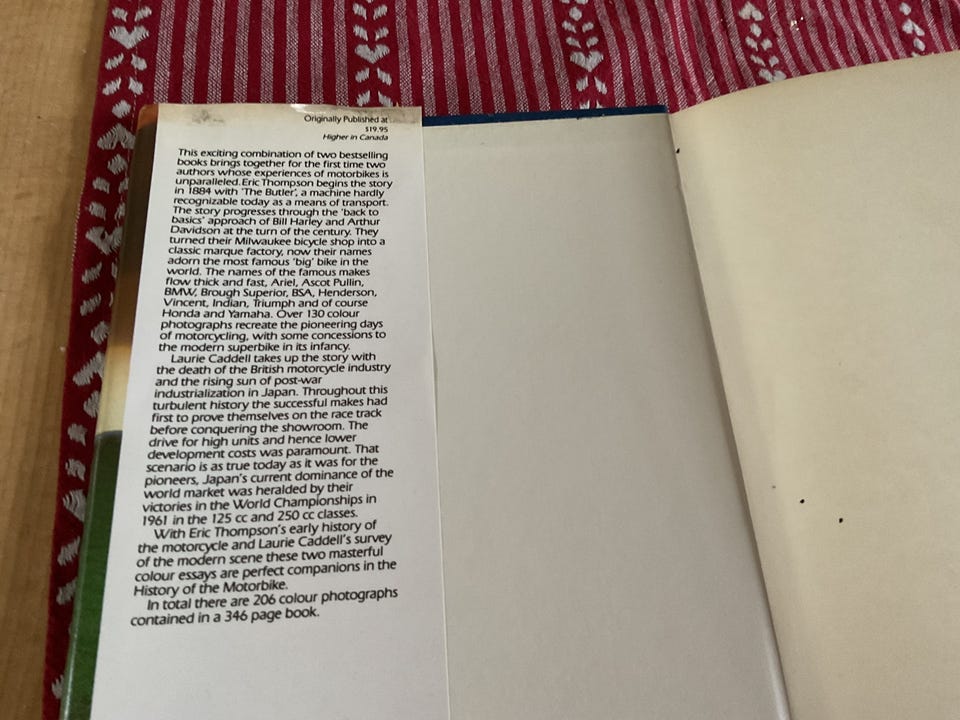 Originally Published at
$19.95
Higher in Canada
This exciting combination of two bestselling
books brings together for the first time two
authors whose experiences of motorbikes is
unparalleled. Eric Thompson begins the story
in 1884 with 'The Butler', a machine hardly
recognizable today as a means of transport.
The story progresses through the 'back to
basics' approach of Bill Harley and Arthur
Davidson at the turn of the century. They
turned their Milwaukee bicycle shop into a
classic marque factory, now their names
adorn the most famous 'big' bike in the
world. The names of the famous makes
flow thick and fast, Ariel, Ascot Pullin,
BMW, Brough Superior, BSA, Henderson,
Vincent, Indian, Triumph and of course
Honda and Yamaha. Over 130 colour
photographs recreate the pioneering days
of motorcycling, with some concessions to
the modern superbike in its infancy.
Laurie Caddell takes up the story with
the death of the British motorcycle industry
and the rising sun of post-war
industrialization in Japan. Throughout this
turbulent history the successful makes had
first to prove themselves on the race track
before conquering the showroom. The
drive for high units and hence lower
development costs was paramount. That
scenario is as true today as it was for the
pioneers, Japan's current dominance of the
world market was heralded by their
victories in the World Championships in
1961 in the 125 cc and 250 cc classes.
With Eric Thompson's early history of
the motorcycle and Laurie Caddell's survey
of the modern scene these two masterful
colour essays are perfect companions in the
History of the Motorbike.
In total there are 206 colour photographs
contained in a 346 page book.